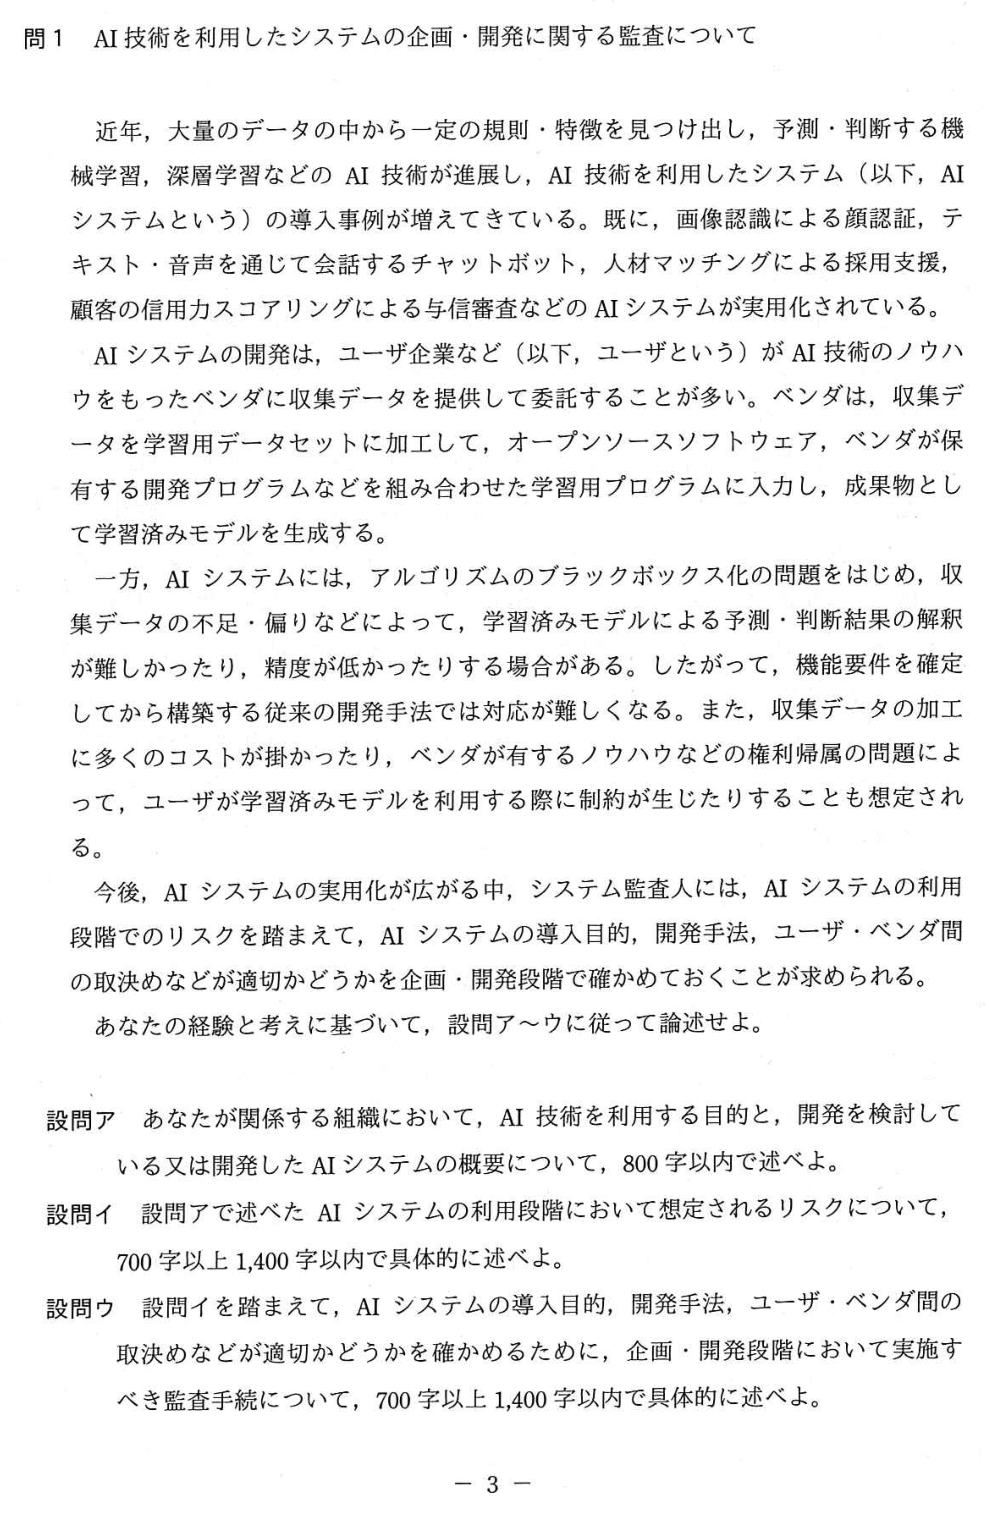 問1 AI技術を利用したシステムの企画・開発に関する監査について
近年，大量のデータの中から一定の規則・特徴を見つけ出し，予測・判断する機
械学習，深層学習などの AI 技術が進展し，AI 技術を利用したシステム（以下，AI
システムという）の導入事例が増えてきている。既に，画像認識による顔認証，テ
キスト・音声を通じて会話するチャットボット，人材マッチングによる採用支援，
顧客の信用力スコアリングによる与信審査などの AI システムが実用化されている。
AI システムの開発は，ユーザ企業など（以下，ユーザという）が AI 技術のノウハ
ウをもったベンダに収集データを提供して委託することが多い。ベンダは，収集デ
ータを学習用データセットに加工して，オープンソースソフトウェア，ベンダが保
有する開発プログラムなどを組み合わせた学習用プログラムに入力し，成果物とし
て学習済みモデルを生成する。
一方，AI システムには，アルゴリズムのブラックボックス化の問題をはじめ，収
集データの不足・偏りなどによって，学習済みモデルによる予測・判断結果の解釈
が難しかったり，精度が低かったりする場合がある。したがって，機能要件を確定
してから構築する従来の開発手法では対応が難しくなる。また，収集データの加工
に多くのコストが掛かったり，ベンダが有するノウハウなどの権利帰属の問題によ
って，ユーザが学習済みモデルを利用する際に制約が生じたりすることも想定され
る。
今後，AI システムの実用化が広がる中，システム監査人には，AI システムの利用
段階でのリスクを踏まえて，AI システムの導入目的，開発手法，ユーザ・ベンダ間
の取決めなどが適切かどうかを企画・開発段階で確かめておくことが求められる。
あなたの経験と考えに基づいて，設問ア～ウに従って論述せよ。
設問ア あなたが関係する組織において，AI 技術を利用する目的と，開発を検討して
いる又は開発した AI システムの概要について，800 字以内で述べよ。
設問イ 設問アで述べた AI システムの利用段階において想定されるリスクについて，
700 字以上 1,400 字以内で具体的に述べよ。
設問ウ 設問イを踏まえて，AI システムの導入目的，開発手法，ユーザ・ベンダ間の
取決めなどが適切かどうかを確かめるために，企画・開発段階において実施す
べき監査手続について，700 字以上 1,400 字以内で具体的に述べよ。
― 3 ―